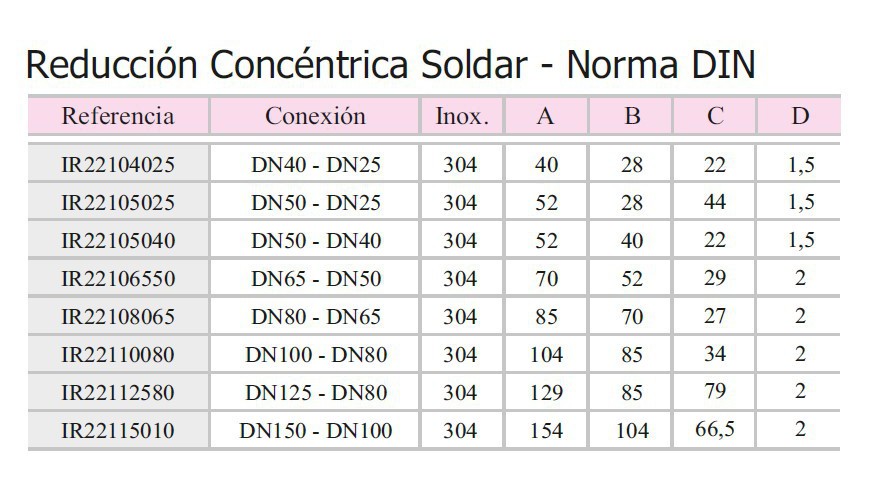 Reducción Concéntrica Soldar - Norma DIN
Referencia Conexión Inox. A B C D
IR22104025 DN40 - DN25 304 40 28 22 1,5
IR22105025 DN50 - DN25 304 52 28 44 1,5
IR22105040 DN50 - DN40 304 52 40 22 1,5
IR22106550 DN65 - DN50 304 70 52 29 2
IR22108065 DN80 - DN65 304 85 70 27 2
IR22110080 DN100 - DN80 304 104 85 34 2
IR22112580 DN125 - DN80 304 129 85 79 2
IR22115010 DN150 - DN100 304 154 104 66,5 2